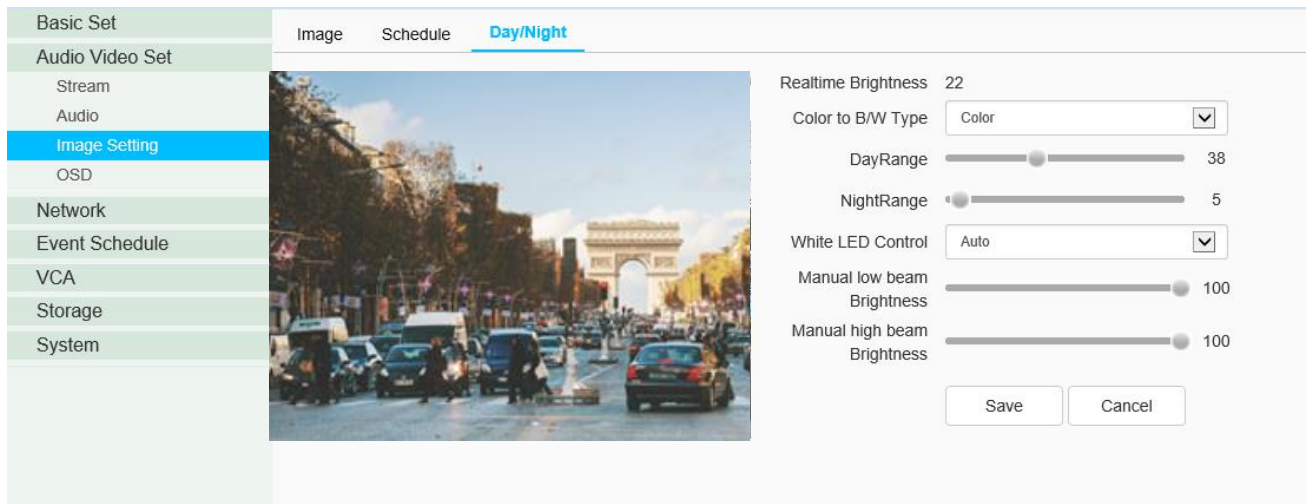 Basic Set
Audio Video Set
Stream
Audio
Image Setting
OSD
Network
Event Schedule
VCA
Storage
System
Image Schedule Day/Night
Realtime Brightness 22
Color to B/W Type Color
DayRange 38
NightRange 5
White LED Control Auto
Manual low beam
Brightness 100
Manual high beam
Brightness 100
Save Cancel